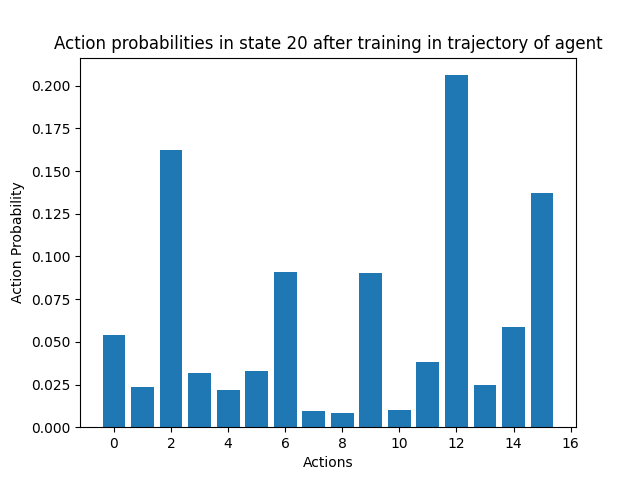 Action probabilities in state 20 after training in trajectory of agent
0.200
0.175
0.150
0.125
0.100
0.075
0.050
0.025
0.000
Action Probability
0 2 4 6 8 10 12 14 16
Actions